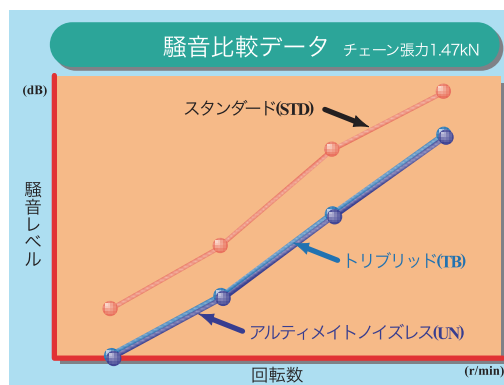 騒音比較データ チェーン張力1.47kN
(dB)
スタンダード(STD)
騒音レベル
トリブリッド(TB)
アルティメイトノイズレス(UN)
回転数
(r/min)